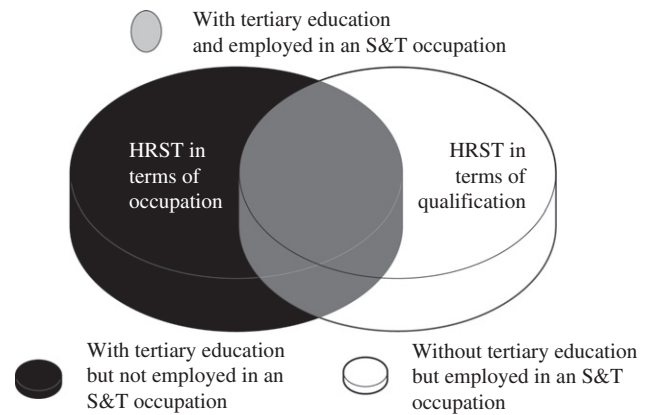 With tertiary education
and employed in an S&T occupation
HRST in
terms of
occupation
HRST in
terms of
qualification
With tertiary education
but not employed in an
S&T occupation
Without tertiary education
but employed in an S&T
occupation